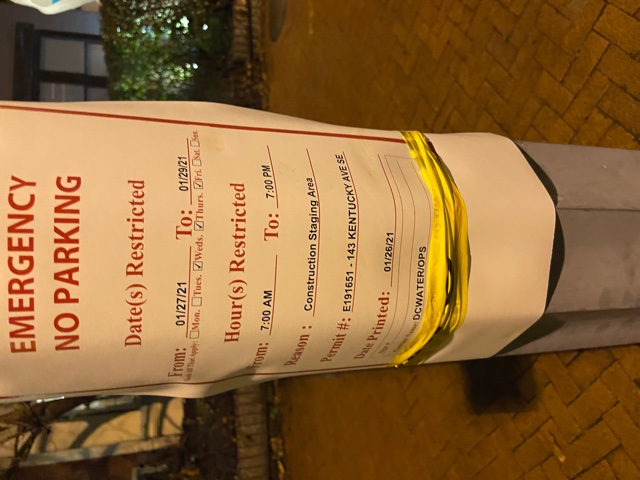 EMERGENCY
NO PARKING
Date(s) Restricted
From: 01/27/21 To: 01/29/21
Mon. Tues. Weds. Thurs. Fri. Sat. Sun.
Hour(s) Restricted
From: 7:00 AM To: 7:00 PM
Reason : Construction Staging Area
Permit #: E191651 - 143 KENTUCKY AVE SE
Date Printed: 01/26/21
DCWATER/OPS